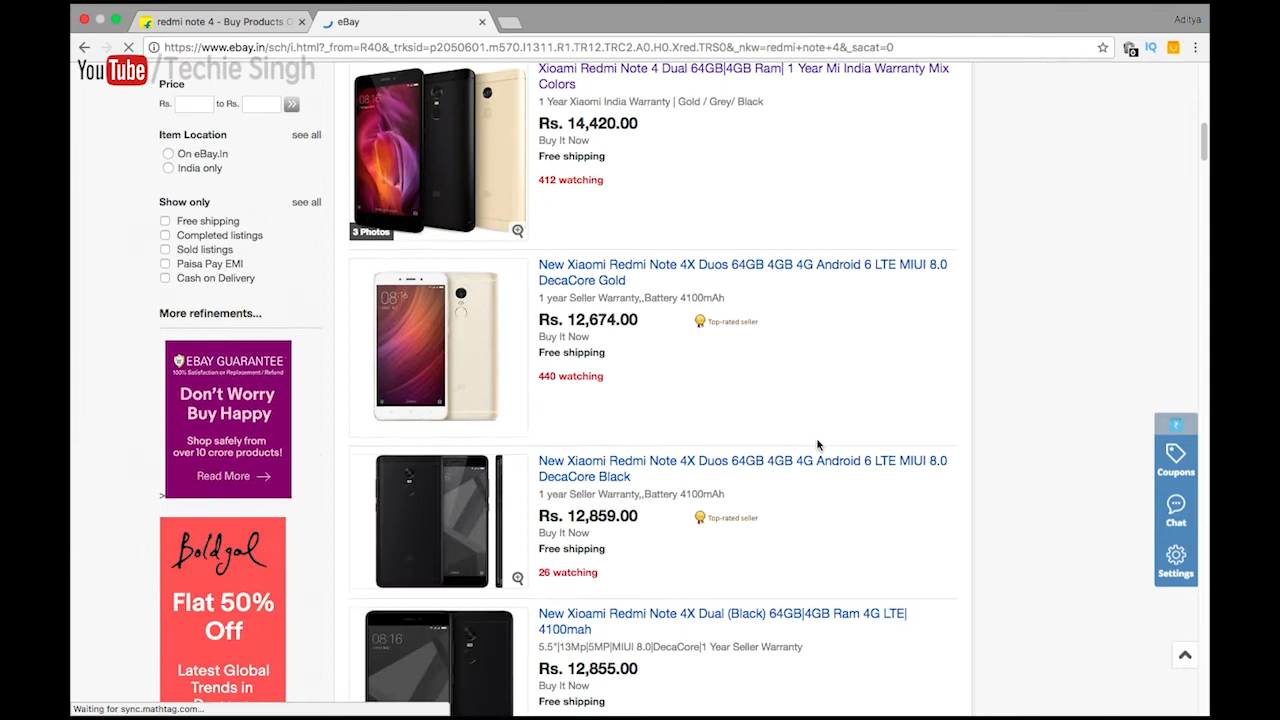 redmi note 4 - Buy Products O
eBay
Aditya
https://www.ebay.in/sch/i.html?_from=R40&_trksid=p2050601.m570.l1311.R1.TR12.TRC2.A0.H0.Xred.TRS0&_nkw=redmi+note+4&_sacat=0
YouTube /Techie Singh
Price
Rs. to Rs.
Item Location see all
On eBay.In
India only
Show only see all
Free shipping
Completed listings
Sold listings
Paisa Pay EMI
Cash on Delivery
More refinements...
EBAY GUARANTEE
100% Satisfaction or Replacement / Refund
Don't Worry
Buy Happy
Shop safely from
over 10 crore products!
Read More →
>
Boldgal
Flat 50%
Off
Latest Global
Trends in
Xioami Redmi Note 4 Dual 64GB|4GB Ram| 1 Year Mi India Warranty Mix
Colors
1 Year Xiaomi India Warranty | Gold / Grey/ Black
Rs. 14,420.00
Buy It Now
Free shipping
412 watching
3 Photos
New Xiaomi Redmi Note 4X Duos 64GB 4GB 4G Android 6 LTE MIUI 8.0
DecaCore Gold
1 year Seller Warranty,,Battery 4100mAh
Rs. 12,674.00
Top-rated seller
Buy It Now
Free shipping
440 watching
New Xiaomi Redmi Note 4X Duos 64GB 4GB 4G Android 6 LTE MIUI 8.0
DecaCore Black
1 year Seller Warranty,,Battery 4100mAh
Rs. 12,859.00
Top-rated seller
Buy It Now
Free shipping
26 watching
New Xioami Redmi Note 4X Dual (Black) 64GB|4GB Ram 4G LTE|
4100mah
5.5"|13Mp|5MP|MIUI 8.0|DecaCore|1 Year Seller Warranty
Rs. 12,855.00
Buy It Now
Free shipping
08:16
08:16
08:16
Coupons
Chat
Settings
Waiting for sync.mathtag.com...